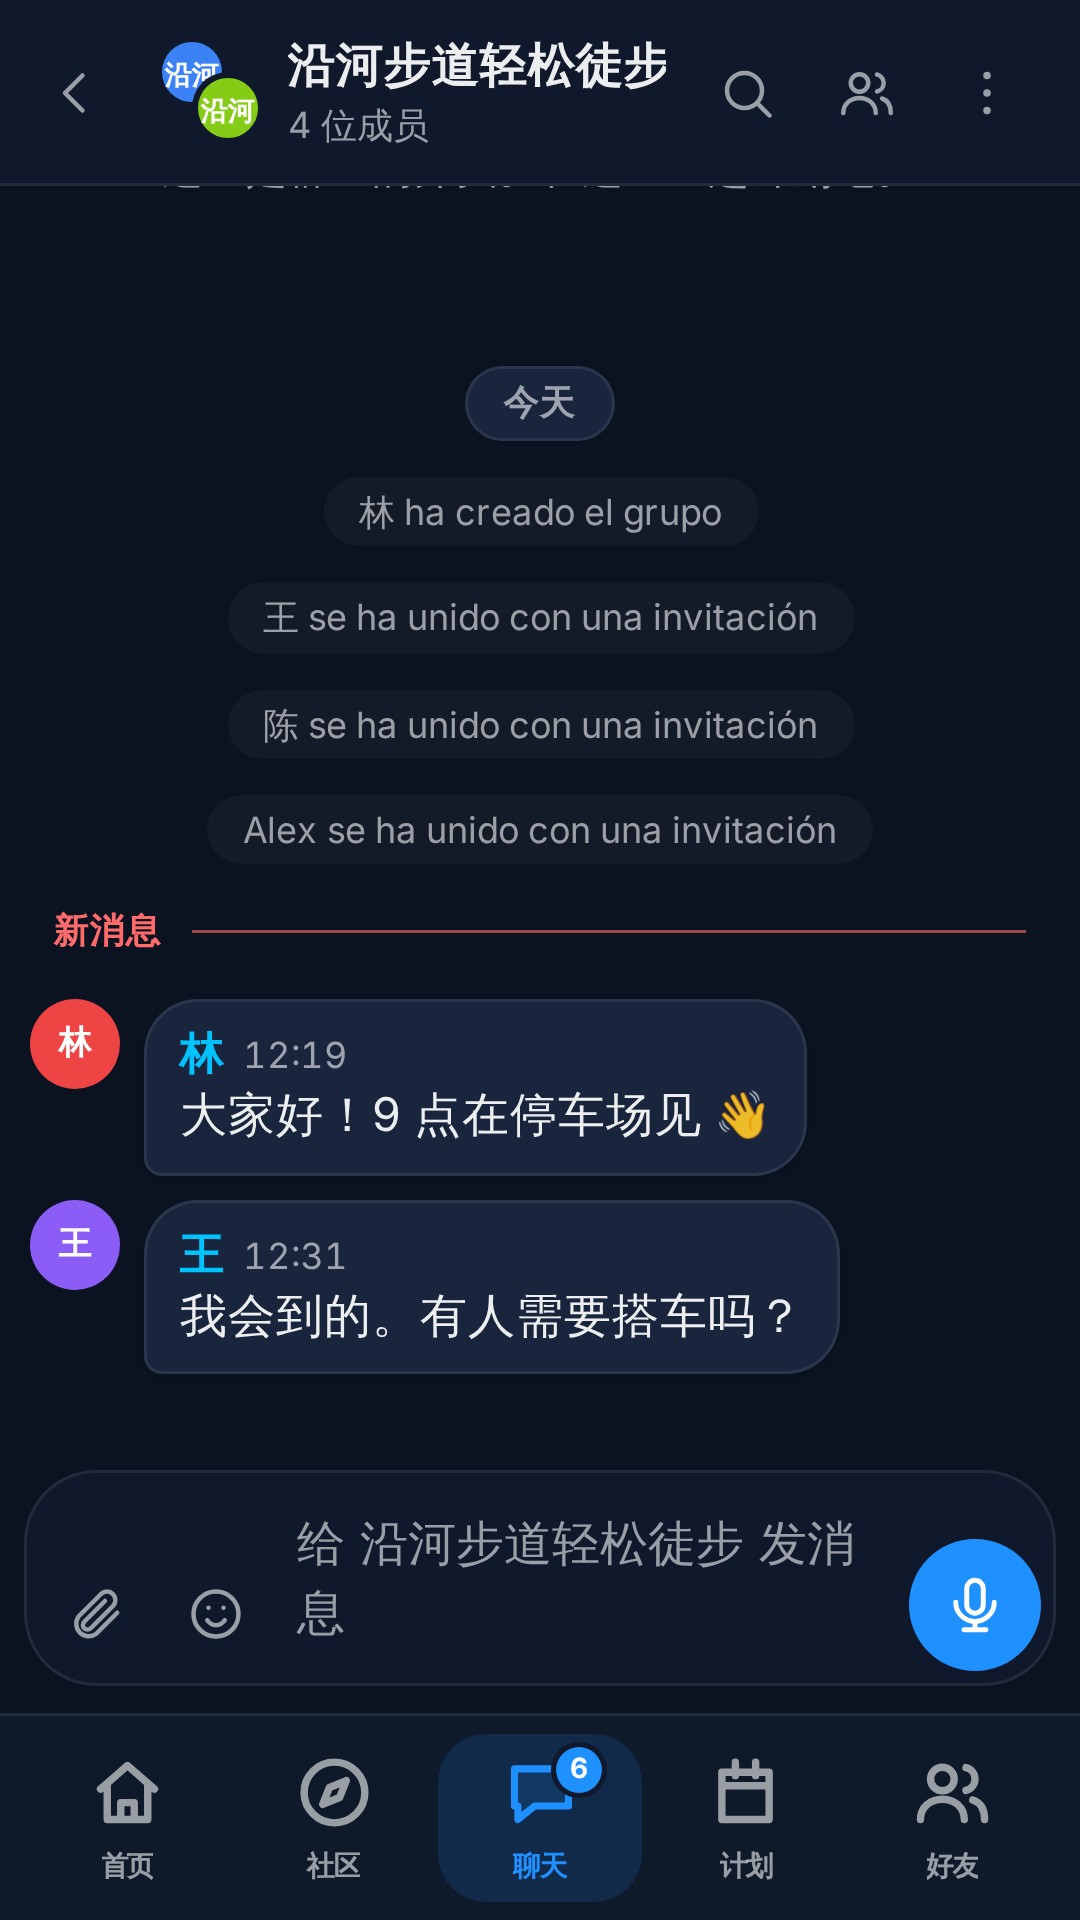 沿河
沿河
沿河步道轻松徒步
4 位成员
今天
林 ha creado el grupo
王 se ha unido con una invitación
陈 se ha unido con una invitación
Alex se ha unido con una invitación
新消息
林
林 12:19
大家好！9 点在停车场见 👋
王
王 12:31
我会到的。有人需要搭车吗？
给 沿河步道轻松徒步 发消
息
6
首页
社区
聊天
计划
好友